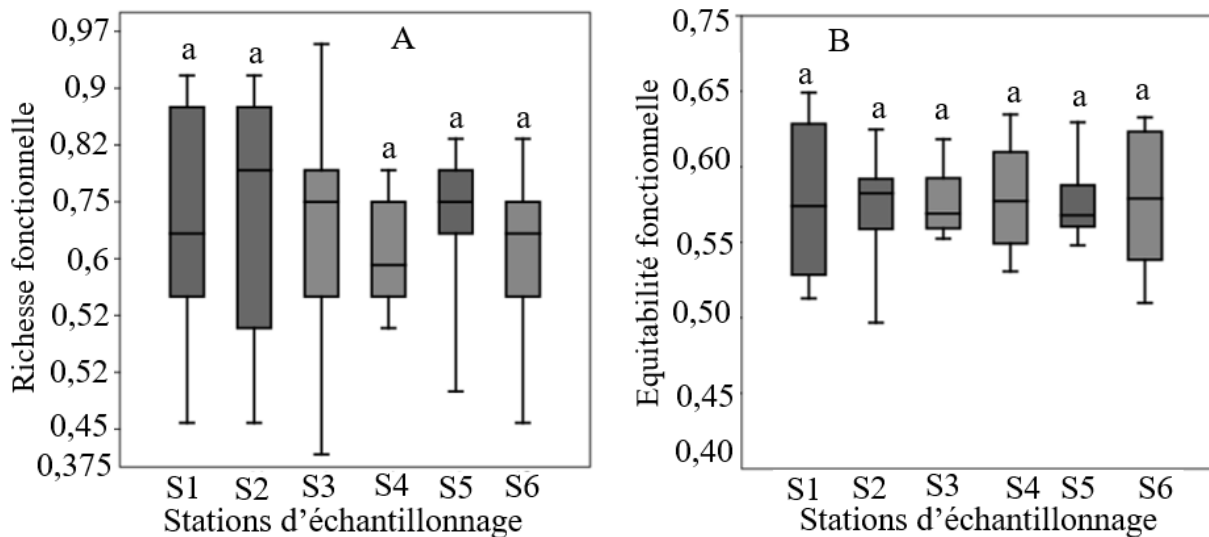 A
Richesse fonctionnelle
0,97
0,9
0,82
0,75
0,6
0,52
0,52
0,45
0,375
a
a
a
a
a
S1
S2
S3
S4
S5
S6
Stations d’échantillonnage
B
Equitabilité fonctionnelle
0,75
0,65
0,60
0,55
0,50
0,45
0,40
a
a
a
a
a
a
S1
S2
S3
S4
S5
S6
Stations d’échantillonnage